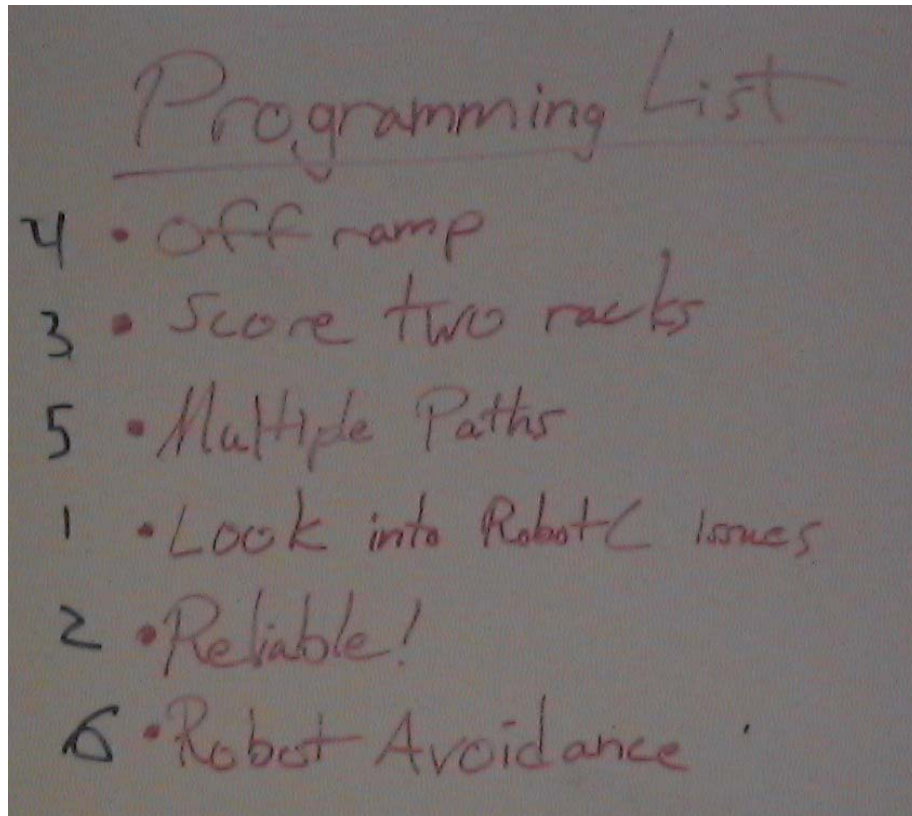 Programming List
4 • Off ramp
3 • Score two racks
5 • Multiple Paths
1 • Look into RobotC issues
2 • Reliable!
6 • Robot Avoidance